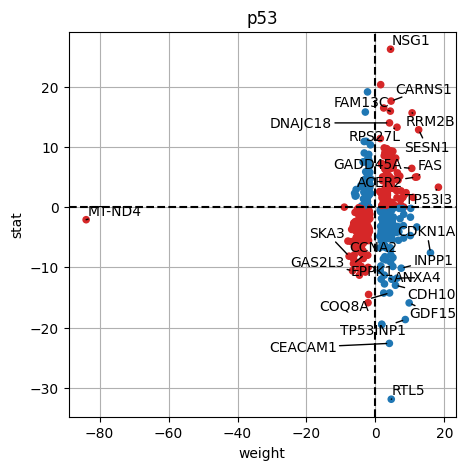 p53
NSG1
CARNS1
FAM13C
RRM2B
DNAJC18
RPS27L
SESN1
GADD45A
FAS
ACER2
TP53I3
MT-ND4
CDKN1A
SKA3
CCNA2
INPP1
GAS2L3
EPPK1
ANXA4
CDH10
COQ8A
GDF15
TP53INP1
CEACAM1
RTL5
stat
20
10
0
−10
−20
−30
−80
−60
−40
−20
0
20
weight